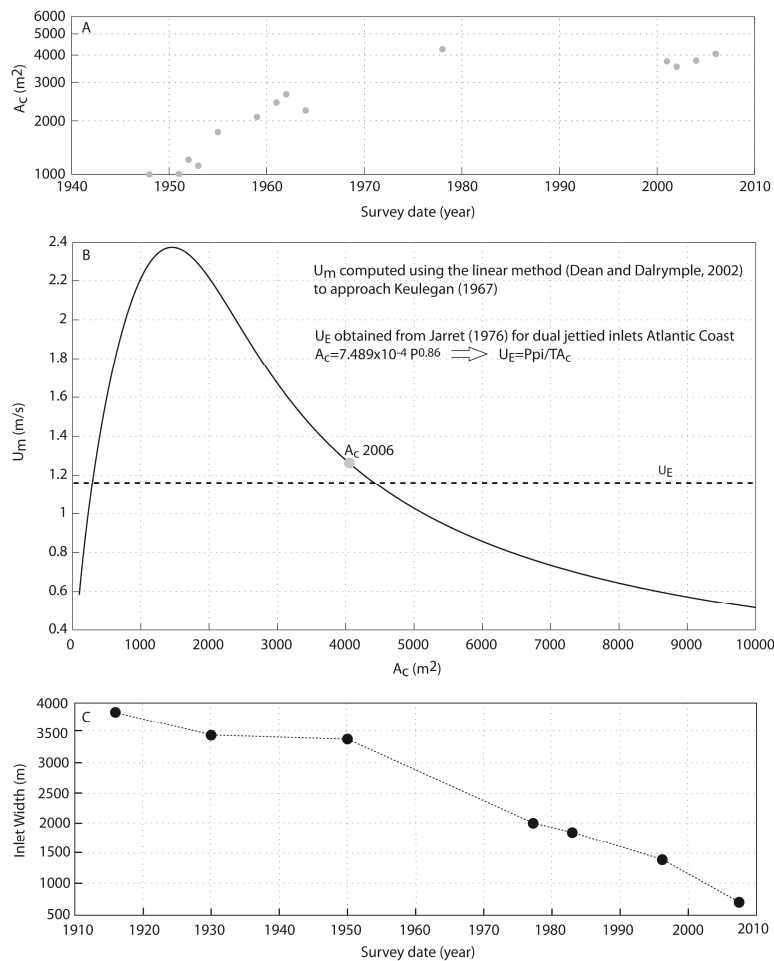 A
6000
5000
4000
3000
2000
1000
Ac (m2)
1940 1950 1960 1970 1980 1990 2000 2010
Survey date (year)
B
2.4
2.2
2
1.8
1.6
1.4
1.2
1
0.8
0.6
0.4
Um (m/s)
Um computed using the linear method (Dean and Dalrymple, 2002)
to approach Keulegan (1967)
UE obtained from Jarret (1976) for dual jettied inlets Atlantic Coast
Ac=7.489x10-4 P0.86 ⇒ UE=Ppi/TAc
Ac 2006
UE
0 1000 2000 3000 4000 5000 6000 7000 8000 9000 10000
Ac (m2)
C
4000
3500
3000
2500
2000
1500
1000
500
Inlet Width (m)
1910 1920 1930 1940 1950 1960 1970 1980 1990 2000 2010
Survey date (year)